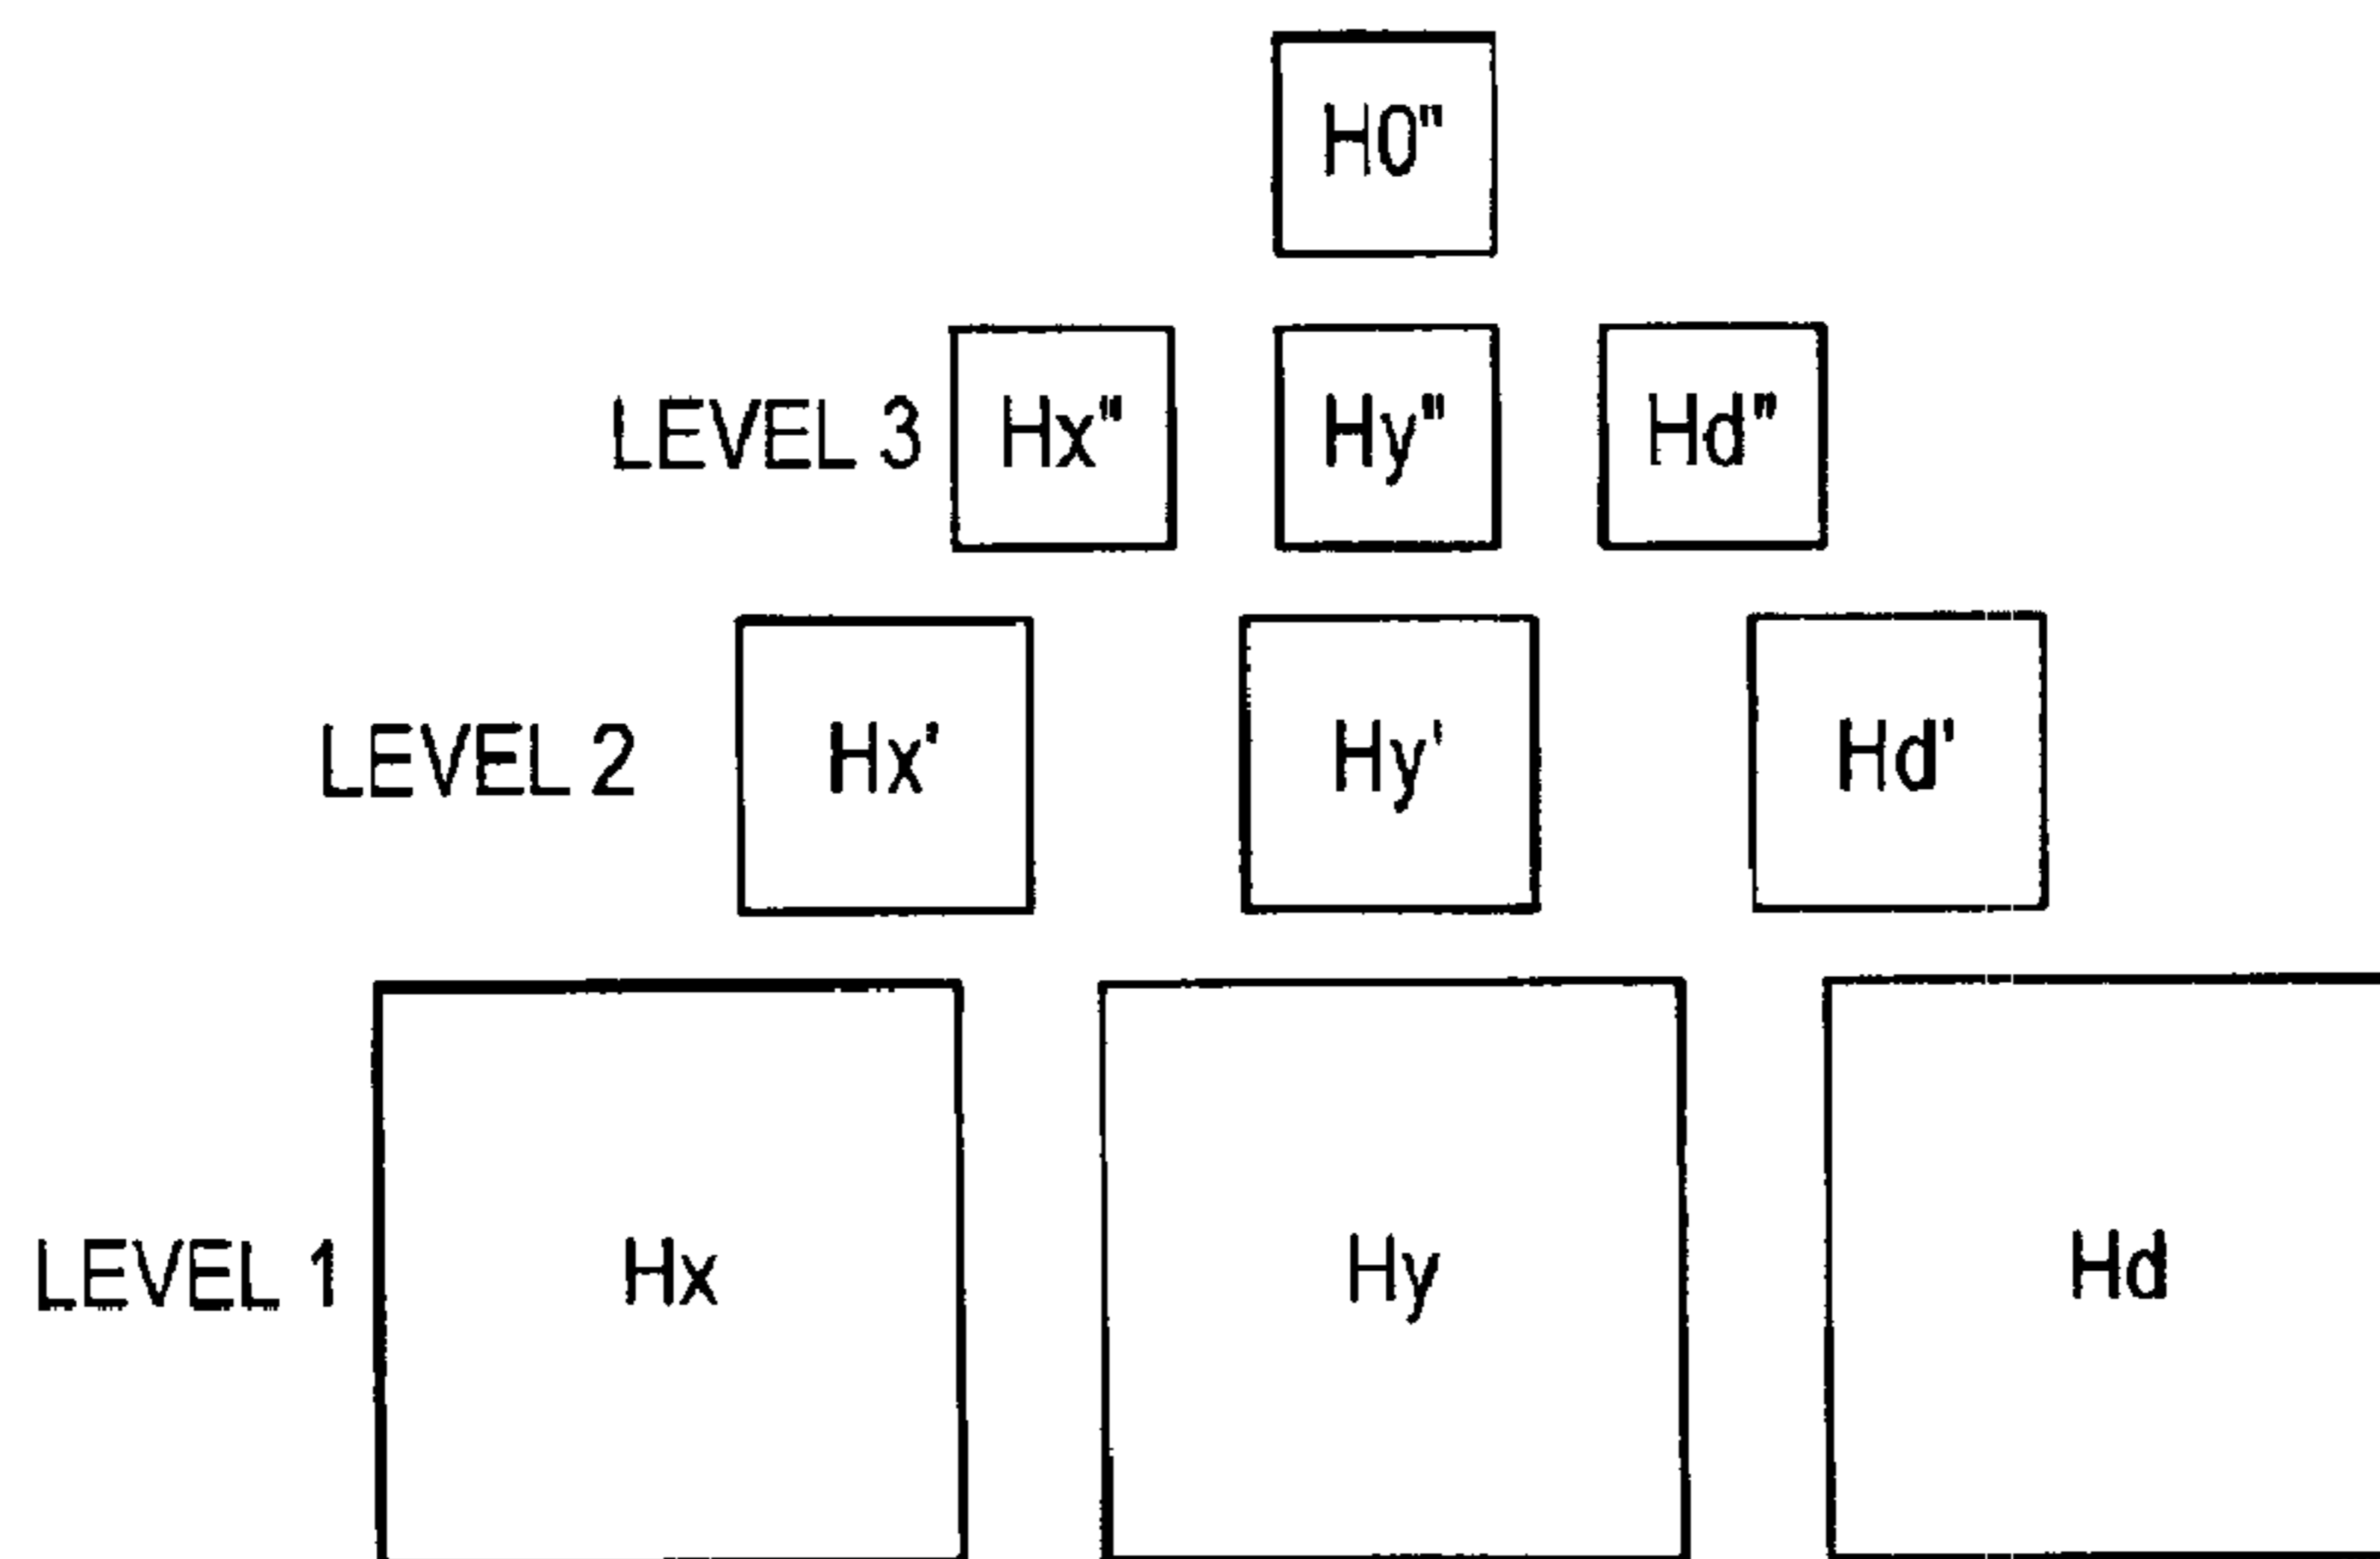 H0"
LEVEL 3 Hx" Hy" Hd"
LEVEL 2 Hx' Hy' Hd'
LEVEL 1 Hx Hy Hd